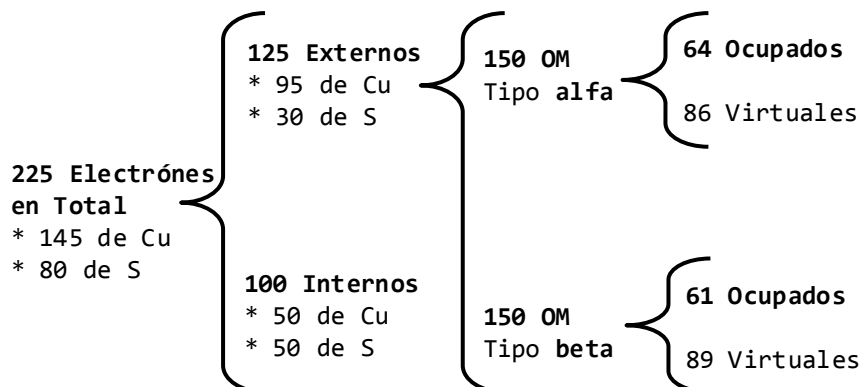 225 Electrónes
en Total
* 145 de Cu
* 80 de S
125 Externos
* 95 de Cu
* 30 de S
100 Internos
* 50 de Cu
* 50 de S
150 OM
Tipo alfa
150 OM
Tipo beta
64 Ocupados
86 Virtuales
61 Ocupados
89 Virtuales